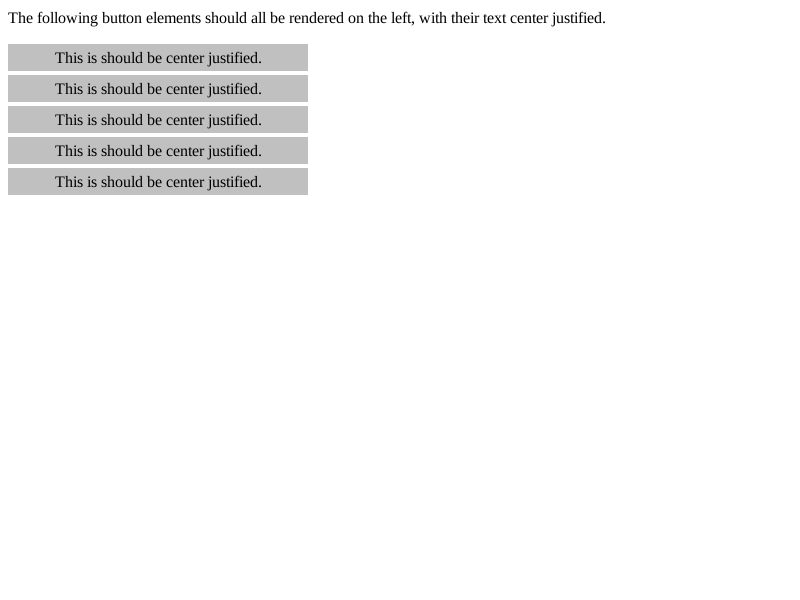 The following button elements should all be rendered on the left, with their text center justified.
This is should be center justified.
This is should be center justified.
This is should be center justified.
This is should be center justified.
This is should be center justified.